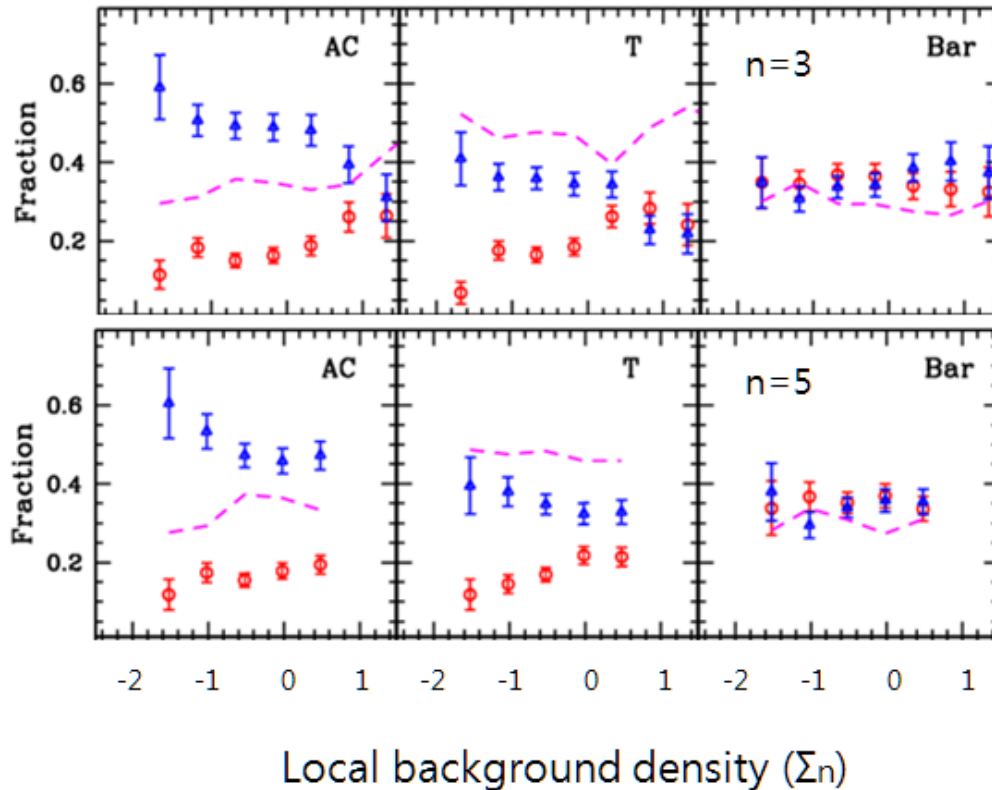 AC T Bar
n=3
0.6
0.4
0.2
Fraction
AC T Bar
n=5
0.6
0.4
0.2
Fraction
-2 -1 0 1 -2 -1 0 1 -2 -1 0 1
Local background density (Σn)